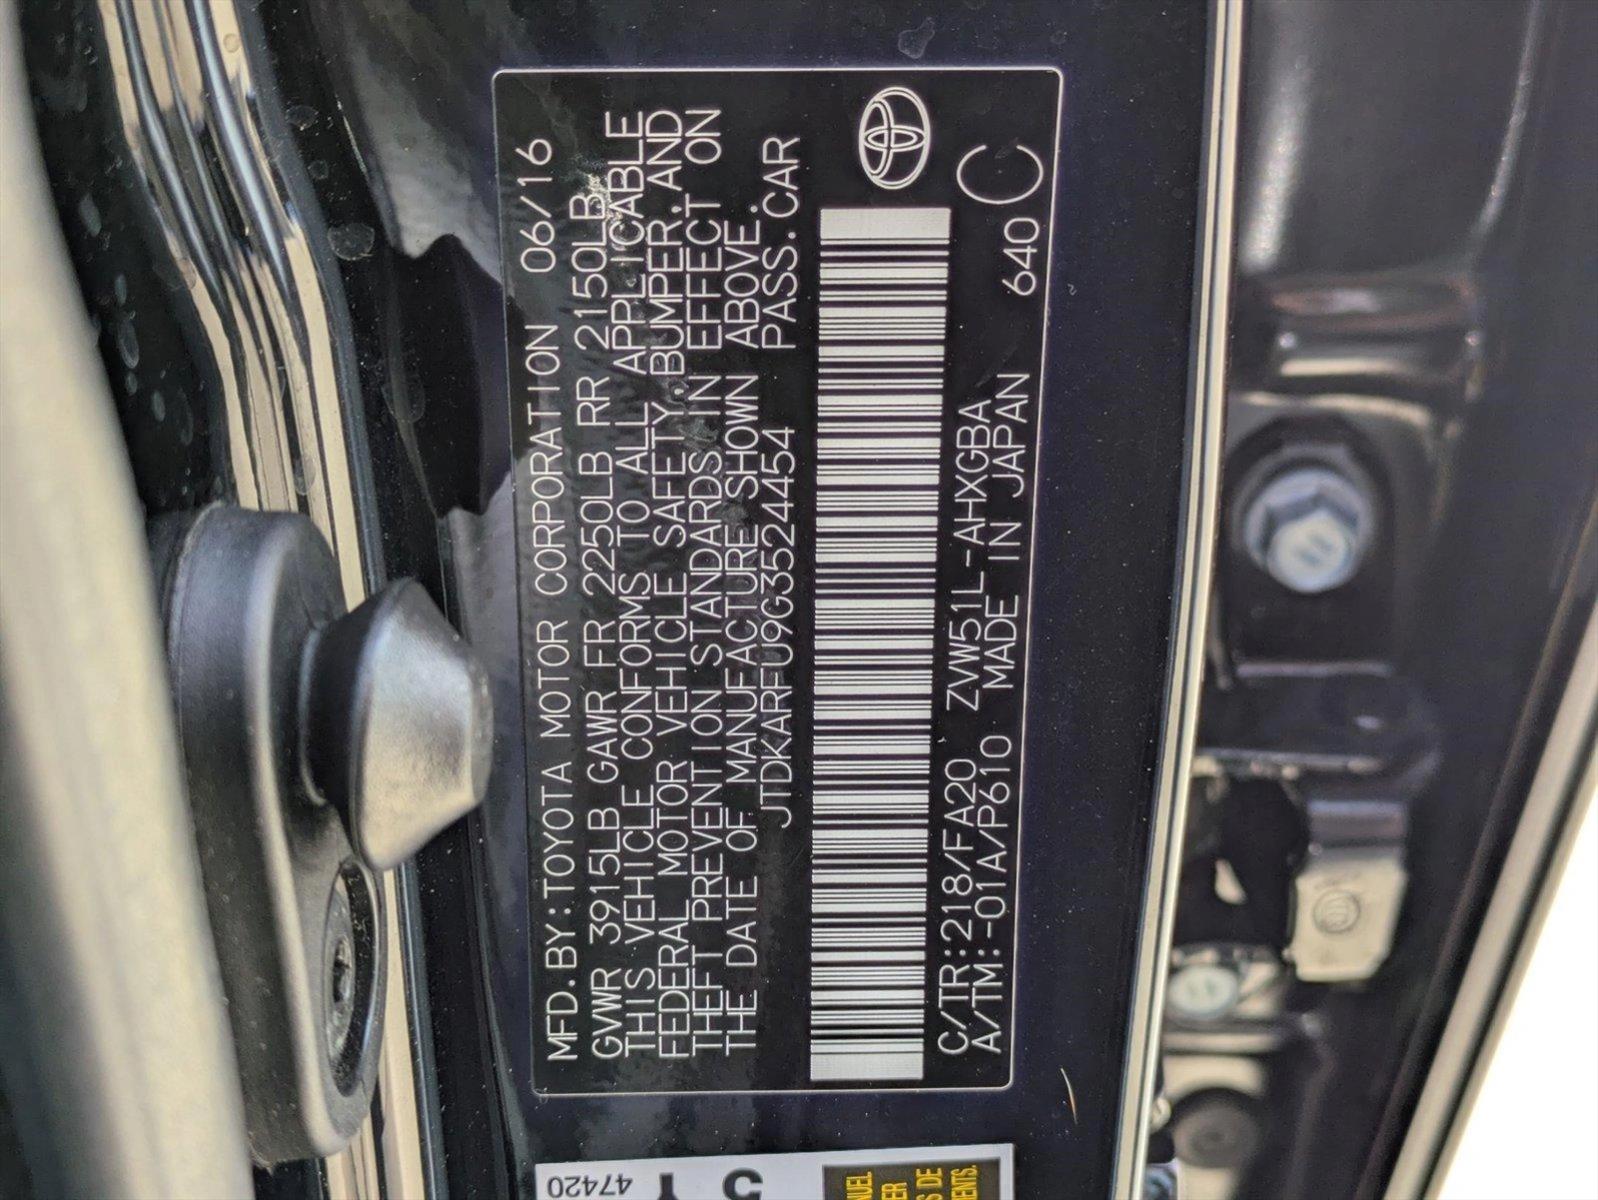 MFD.BY:TOYOTA MOTOR CORPORATION 06/16
GVWR 3915LB GAWR FR 2250LB RR 2150LB
THIS VEHICLE CONFORMS TO ALL APPLICABLE
FEDERAL MOTOR VEHICLE SAFETY,BUMPER,AND
THEFT PREVENTION STANDARDS IN EFFECT ON
THE DATE OF MANUFACTURE SHOWN ABOVE.
JTDKARFU9G3524454 PASS.CAR
C/TR:218/FA20 ZVW51L-AHXGBA
A/TM:-01A/P610 MADE IN JAPAN 640 C
47420
5